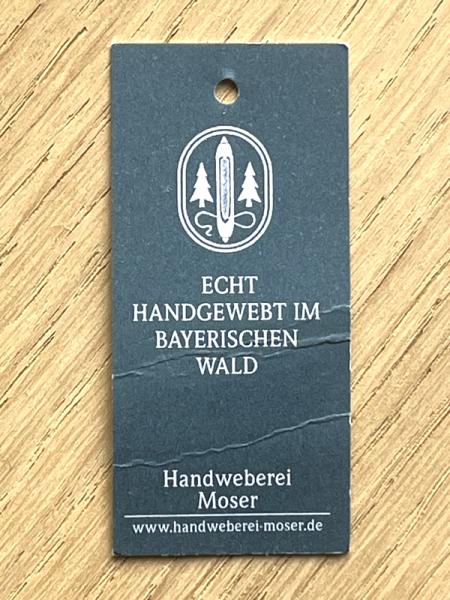 ECHT
HANDGEWEBT IM
BAYERISCHEN
WALD
Handweberei
Moser
www.handweberei-moser.de